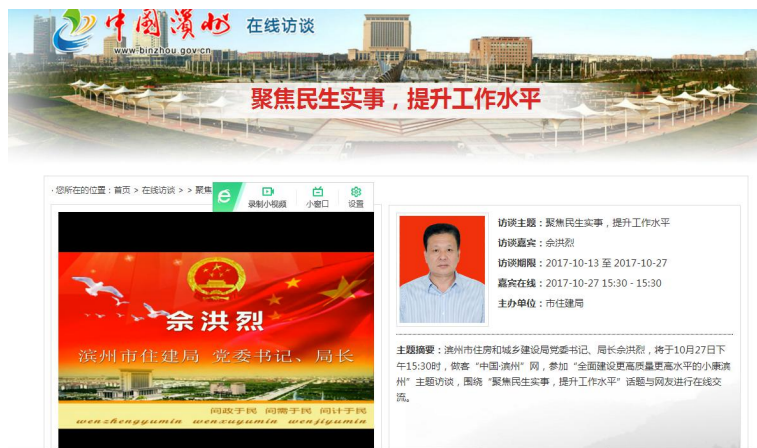 中国滨州 在线访谈
www.binzhou.gov.cn
聚焦民生实事，提升工作水平
·您所在的位置：首页 > 在线访谈 > > 聚焦
录制小视频 小窗口 设置
佘洪烈
滨州市住建局 党委书记、局长
问政于民 问需于民 问计于民
wenzhengyumin wenxuyumin wenjiyumin
访谈主题：聚焦民生实事，提升工作水平
访谈嘉宾：佘洪烈
访谈期限：2017-10-13 至 2017-10-27
嘉宾在线：2017-10-27 15:30 - 15:30
主办单位：市住建局
主题摘要：滨州市住房和城乡建设局党委书记、局长佘洪烈，将于10月27日下
午15:30时，做客“中国·滨州”网，参加“全面建设更高质量更高水平的小康滨
州”主题访谈，围绕“聚焦民生实事，提升工作水平”话题与网友进行在线交
流。